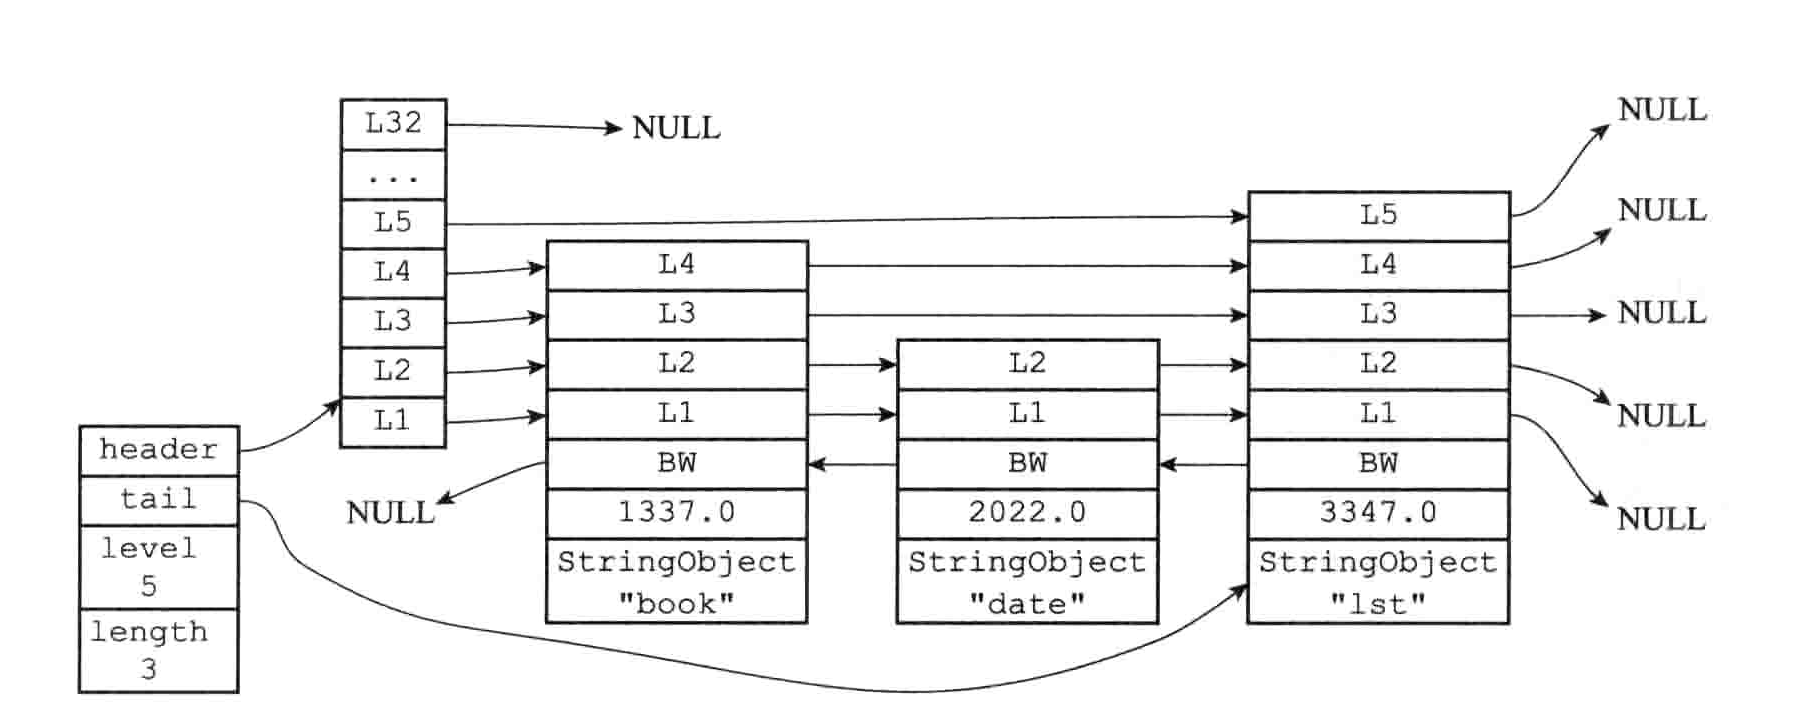 L32
NULL
...
L5
L4
L3
L2
L1
header
tail
level
5
length
3
NULL
L4
L3
L2
L1
BW
1337.0
StringObject
"book"
L2
L1
BW
2022.0
StringObject
"date"
L5
L4
L3
L2
L1
BW
3347.0
StringObject
"lst"
NULL
NULL
NULL
NULL
NULL